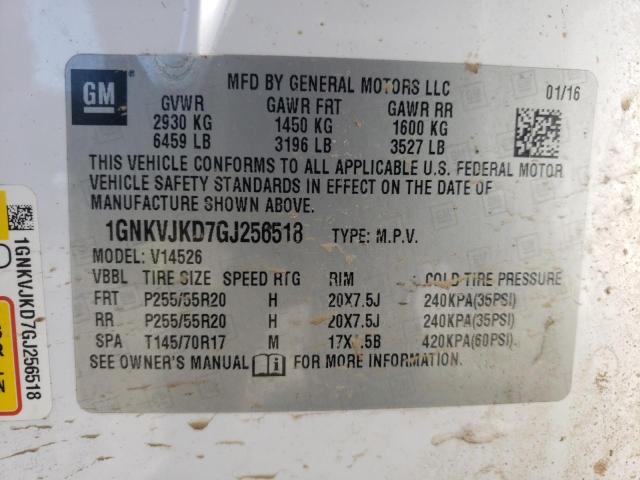 GM
MFD BY GENERAL MOTORS LLC 01/16
GVWR GAWR FRT GAWR RR
2930 KG 1450 KG 1600 KG
6459 LB 3196 LB 3527 LB
THIS VEHICLE CONFORMS TO ALL APPLICABLE U.S. FEDERAL MOTOR
VEHICLE SAFETY STANDARDS IN EFFECT ON THE DATE OF
MANUFACTURE SHOWN ABOVE.
1GNKVJKD7GJ256518 TYPE: M.P.V.
MODEL: V14526
VBBL TIRE SIZE SPEED RTG RIM COLD TIRE PRESSURE
FRT P255/55R20 H 20X7.5J 240KPA(35PSI)
RR P255/55R20 H 20X7.5J 240KPA(35PSI)
SPA T145/70R17 M 420KPA(60PSI).
SEE OWNER'S MANUAL FOR MORE INFORMATION.
1GNKVJKD7GJ256518